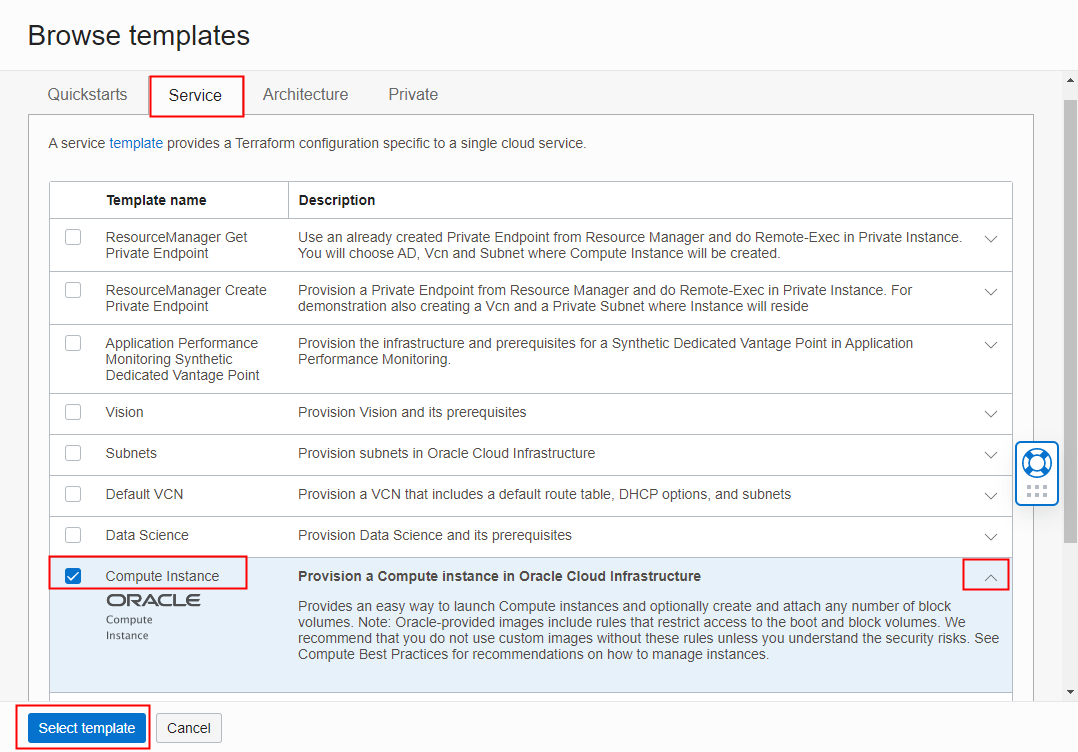 Browse templates
Quickstarts Service Architecture Private
A service template provides a Terraform configuration specific to a single cloud service.
Template name Description
ResourceManager Get
Private Endpoint
Use an already created Private Endpoint from Resource Manager and do Remote-Exec in Private Instance.
You will choose AD, Vcn and Subnet where Compute Instance will be created.
ResourceManager Create
Private Endpoint
Provision a Private Endpoint from Resource Manager and do Remote-Exec in Private Instance. For
demonstration also creating a Vcn and a Private Subnet where Instance will reside
Application Performance
Monitoring Synthetic
Dedicated Vantage Point
Provision the infrastructure and prerequisites for a Synthetic Dedicated Vantage Point in Application
Performance Monitoring.
Vision Provision Vision and its prerequisites
Subnets Provision subnets in Oracle Cloud Infrastructure
Default VCN Provision a VCN that includes a default route table, DHCP options, and subnets
Data Science Provision Data Science and its prerequisites
Compute Instance
ORACLE
Compute
Instance
Provision a Compute instance in Oracle Cloud Infrastructure
Provides an easy way to launch Compute instances and optionally create and attach any number of block
volumes. Note: Oracle-provided images include rules that restrict access to the boot and block volumes. We
recommend that you do not use custom images without these rules unless you understand the security risks. See
Compute Best Practices for recommendations on how to manage instances.
Select template Cancel